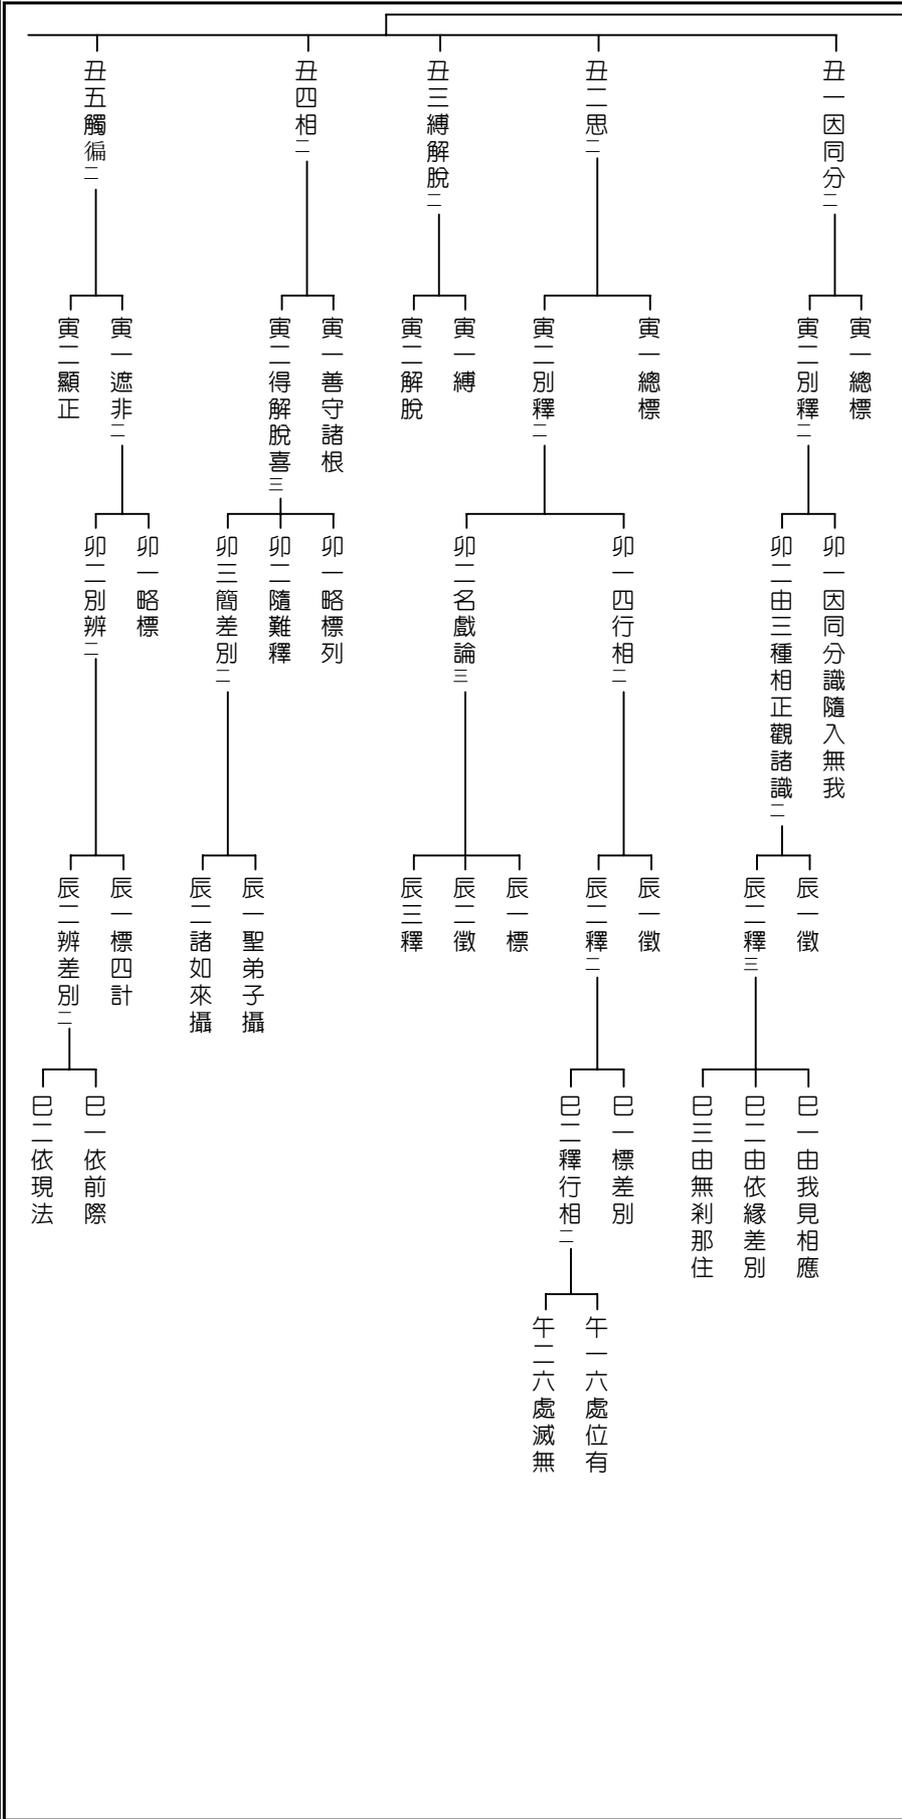 丑一因同分二
寅一總標
寅二別釋二
卯一因同分識隨入無我
卯二由三種相正觀諸識二
辰一徵
辰二釋三
巳一由我見相應
巳二由依緣差別
巳三由無剎那住
丑二思二
寅一總標
寅二別釋二
卯一四行相二
辰一徵
辰二釋二
巳一標差別
巳二釋行相二
午一六處位有
午二六處滅無
卯二名戲論三
辰一標
辰二徵
辰三釋
丑三縛解脫二
寅一縛
寅二解脫
丑四相二
寅一善守諸根
寅二得解脫喜三
卯一略標列
卯二隨難釋
卯三簡差別二
辰一聖弟子攝
辰二諸如來攝
丑五觸徧二
寅一遮非二
卯一略標
卯二別辨二
辰一標四計
辰二辨差別二
巳一依前際
巳二依現法
寅二顯正